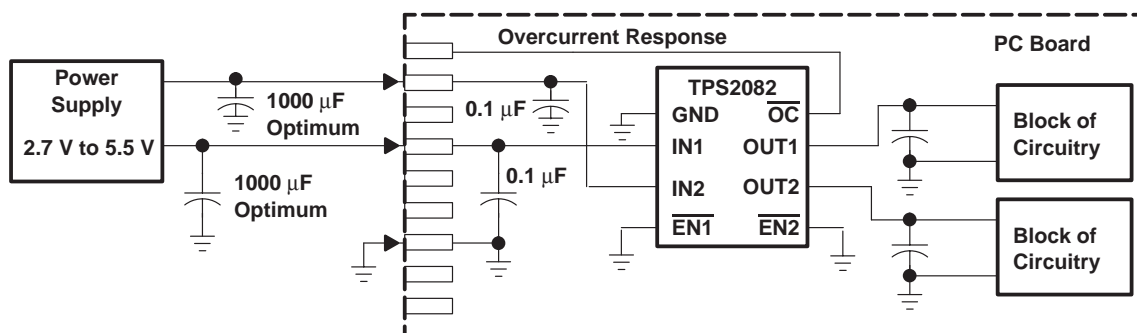 Overcurrent Response
PC Board
Power
Supply
2.7 V to 5.5 V
1000 μF
Optimum
0.1 μF
1000 μF
Optimum
0.1 μF
TPS2082
GND
OC
IN1
OUT1
IN2
OUT2
EN1
EN2
Block of
Circuitry
Block of
Circuitry